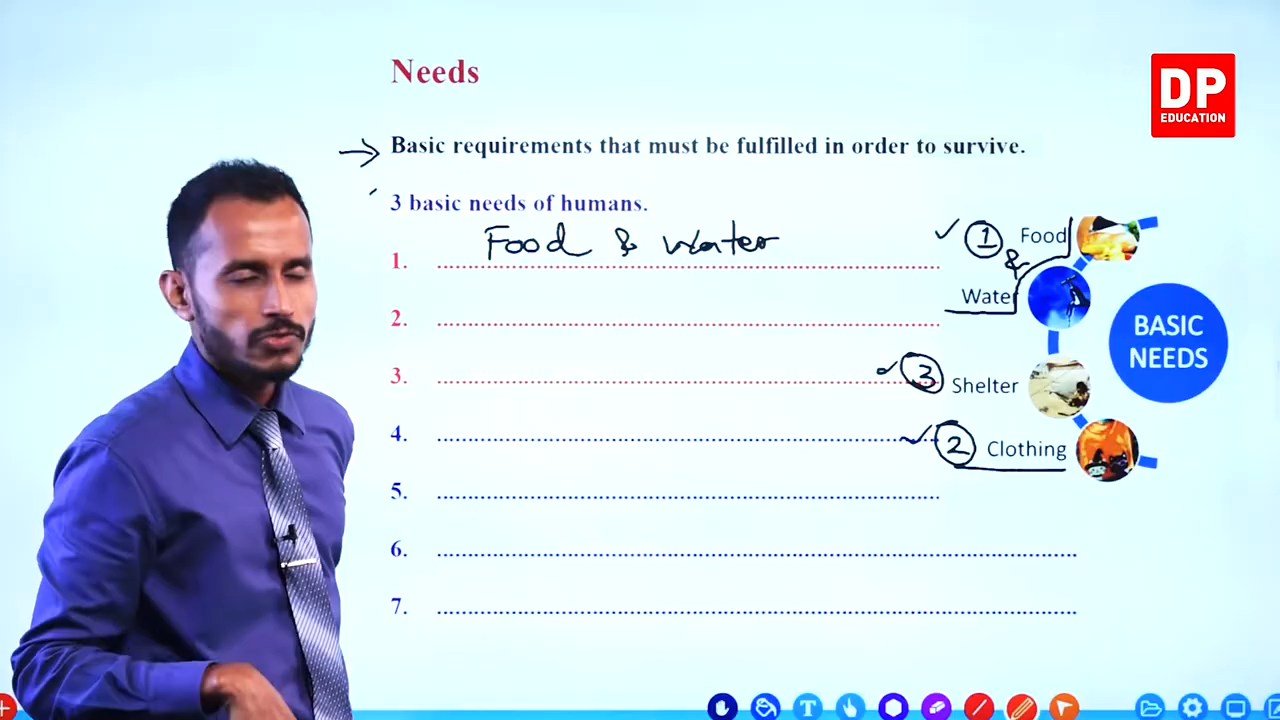 Needs
DP
EDUCATION
Basic requirements that must be fulfilled in order to survive.
3 basic needs of humans.
1. Food & water
2.
3.
4.
5.
6.
7.
✓ 1 Food
&
Water
✓ 3 Shelter
✓ 2 Clothing
BASIC
NEEDS
T